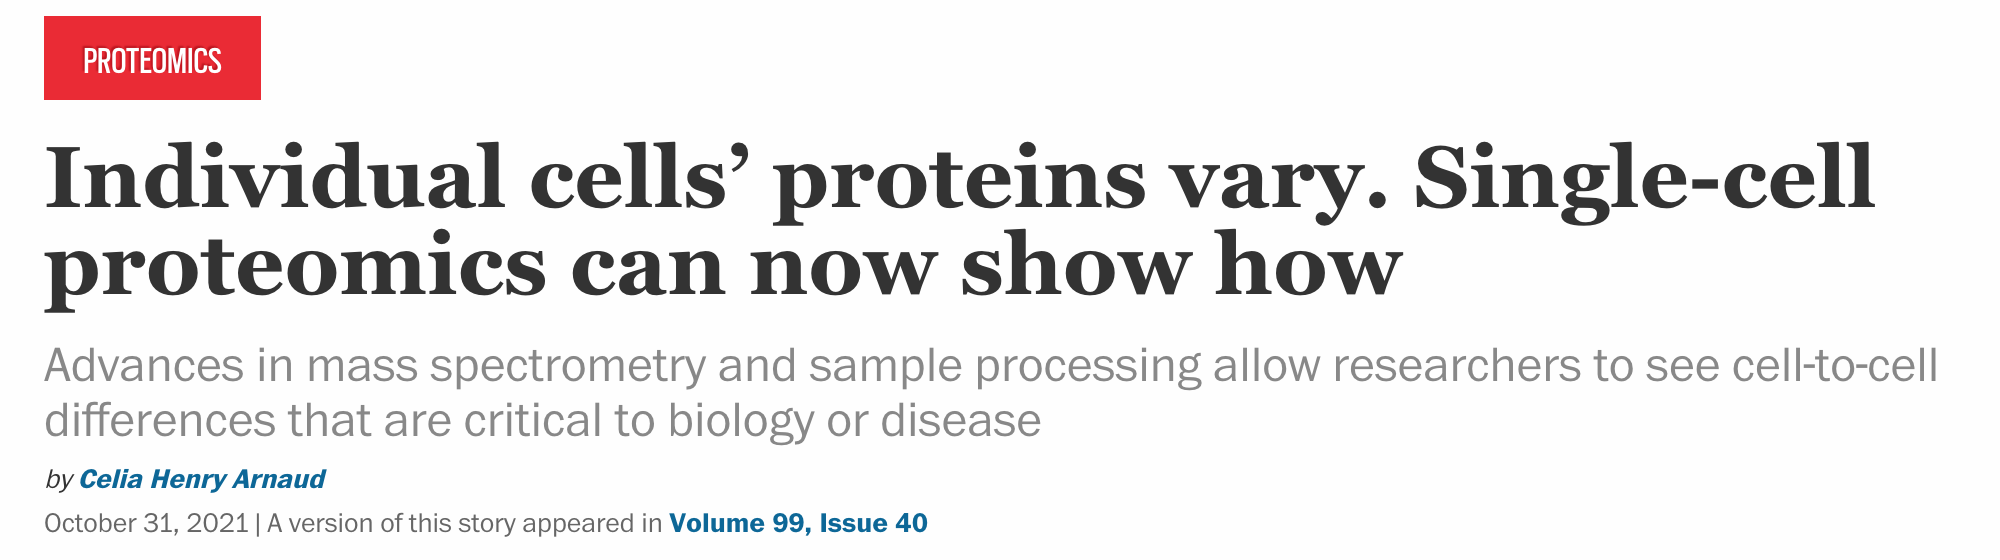 PROTEOMICS
Individual cells’ proteins vary. Single-cell
proteomics can now show how
Advances in mass spectrometry and sample processing allow researchers to see cell-to-cell
differences that are critical to biology or disease
by Celia Henry Arnaud
October 31, 2021 | A version of this story appeared in Volume 99, Issue 40